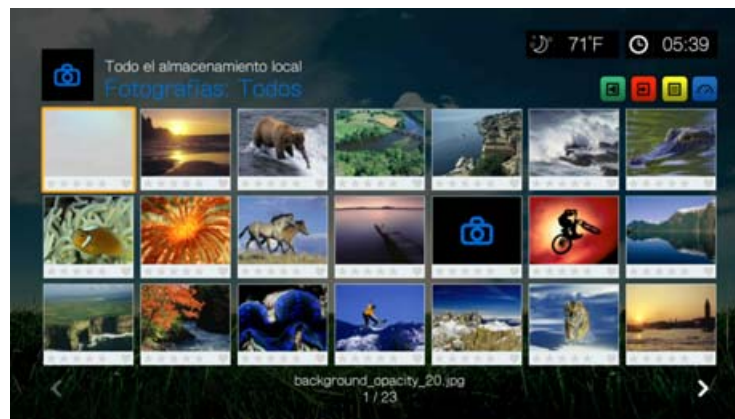 71°F
05:39
Todo el almacenamiento local
Fotografías: Todos
background_opacity_20.jpg
1 / 23